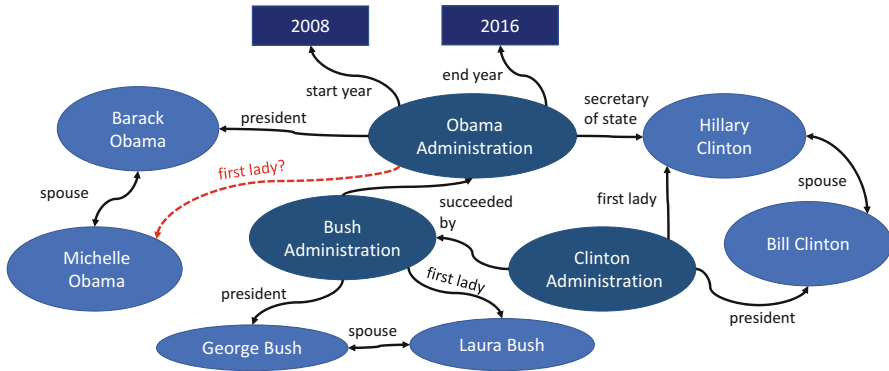 2008
2016
start year
end year
secretary
of state
Barack
Obama
president
Obama
Administration
Hillary
Clinton
first lady?
spouse
spouse
first lady
succeeded
by
Bush
Administration
Michelle
Obama
Clinton
Administration
Bill Clinton
president
first lady
president
spouse
George Bush
Laura Bush